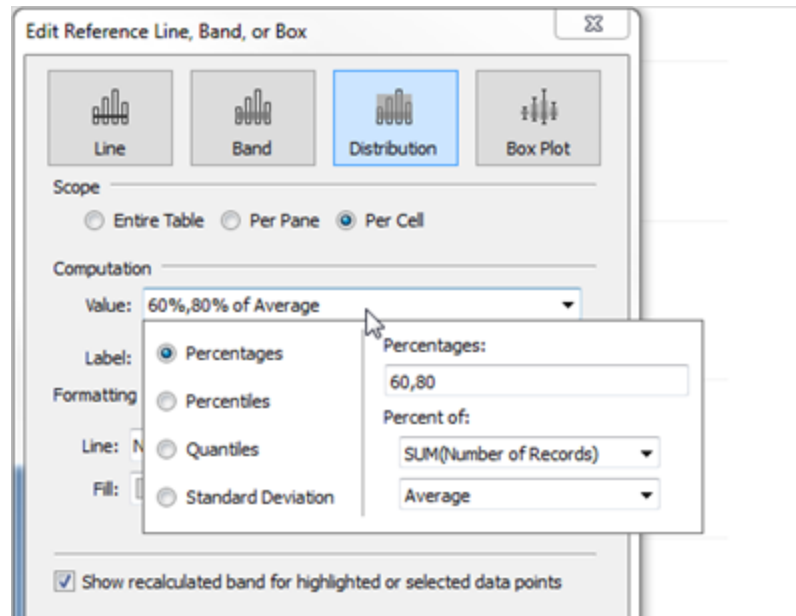 Edit Reference Line, Band, or Box
Line Band Distribution Box Plot
Scope
Entire Table Per Pane Per Cell
Computation
Value: 60%,80% of Average
Label:
Percentages
Percentages:
60,80
Formatting
Percentiles
Percent of:
Line: N
Quantiles
SUM(Number of Records)
Fill:
Standard Deviation
Average
Show recalculated band for highlighted or selected data points